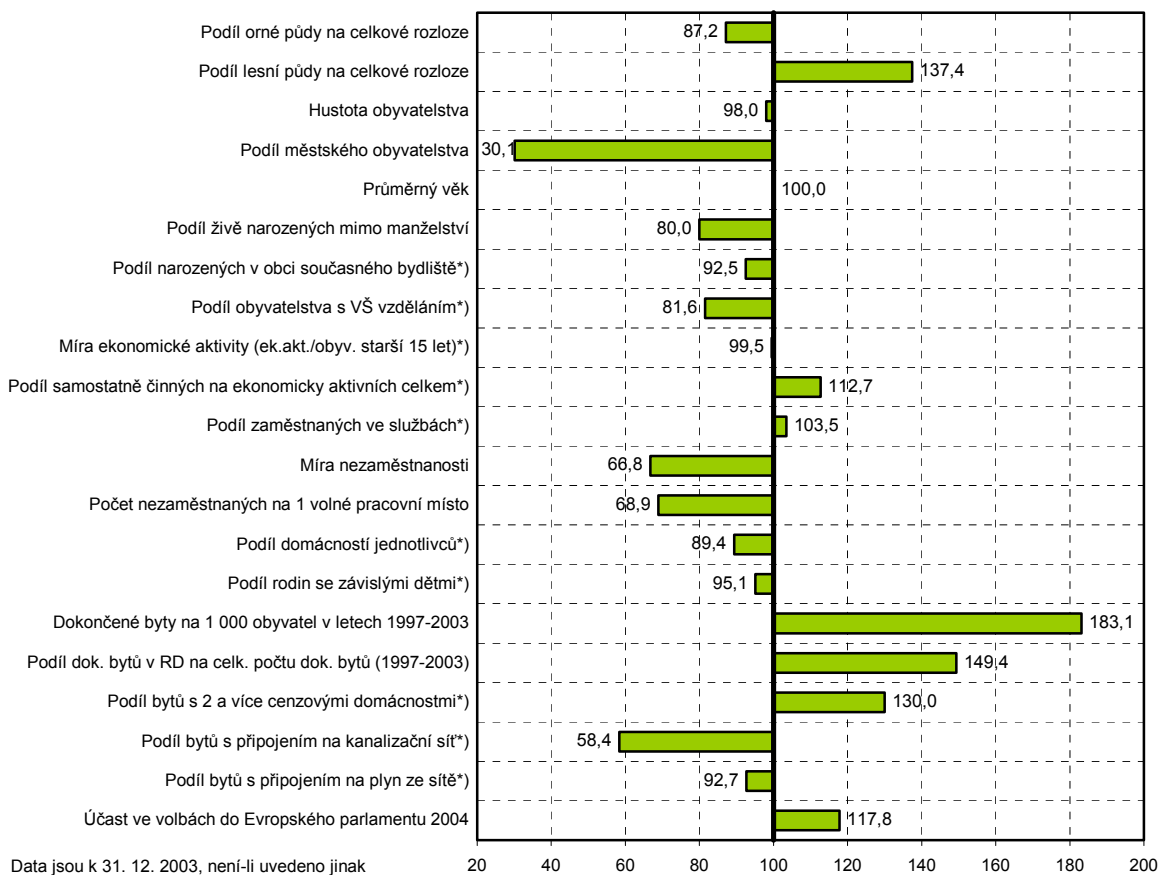 Podíl orné půdy na celkové rozloze 87,2
Podíl lesní půdy na celkové rozloze 137,4
Hustota obyvatelstva 98,0
Podíl městského obyvatelstva 30,1
Průměrný věk 100,0
Podíl živě narozených mimo manželství 80,0
Podíl narozených v obci současného bydliště*) 92,5
Podíl obyvatelstva s VŠ vzděláním*) 81,6
Míra ekonomické aktivity (ek.akt./obyv. starší 15 let)*) 99,5
Podíl samostatně činných na ekonomicky aktivních celkem*) 112,7
Podíl zaměstnaných ve službách*) 103,5
Míra nezaměstnanosti 66,8
Počet nezaměstnaných na 1 volné pracovní místo 68,9
Podíl domácností jednotlivců*) 89,4
Podíl rodin se závislými dětmi*) 95,1
Dokončené byty na 1 000 obyvatel v letech 1997-2003 183,1
Podíl dok. bytů v RD na celk. počtu dok. bytů (1997-2003) 149,4
Podíl bytů s 2 a více cenzovými domácnostmi*) 130,0
Podíl bytů s připojením na kanalizační síť*) 58,4
Podíl bytů s připojením na plyn ze sítě*) 92,7
Účast ve volbách do Evropského parlamentu 2004 117,8
20 40 60 80 100 120 140 160 180 200
Data jsou k 31. 12. 2003, není-li uvedeno jinak